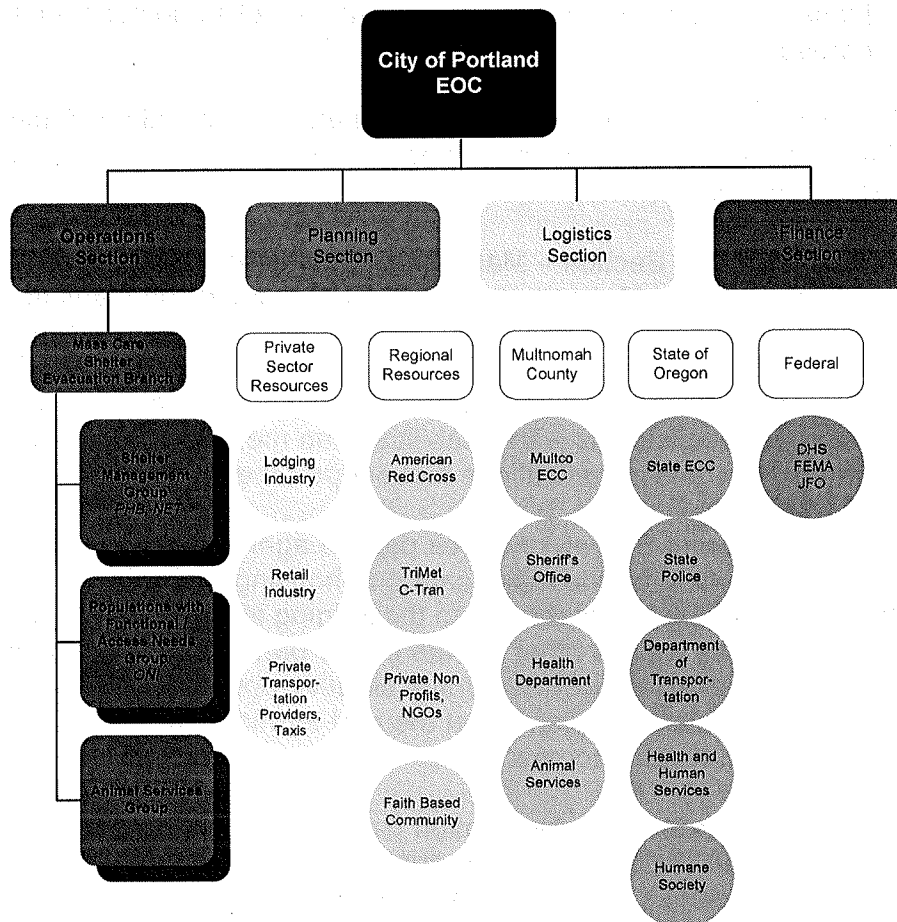 City of Portland
EOC
Operations
Section
Planning
Section
Logistics
Section
Finance
Section
Mass Care
Shelter
Evacuation Branch
Private
Sector
Resources
Regional
Resources
Multnomah
County
State of
Oregon
Federal
Shelter
Management
Group
PHB, NET
Populations with
Functional /
Access Needs
Group
ONI
Animal Services
Group
Lodging
Industry
Retail
Industry
Private
Transpor-
tation
Providers,
Taxis
American
Red Cross
TriMet
C-Tran
Private Non
Profits,
NGOs
Faith Based
Community
Multco
ECC
Sheriff's
Office
Health
Department
Animal
Services
State ECC
State
Police
Department
of
Transpor-
tation
Health and
Human
Services
Humane
Society
DHS
FEMA
JFO